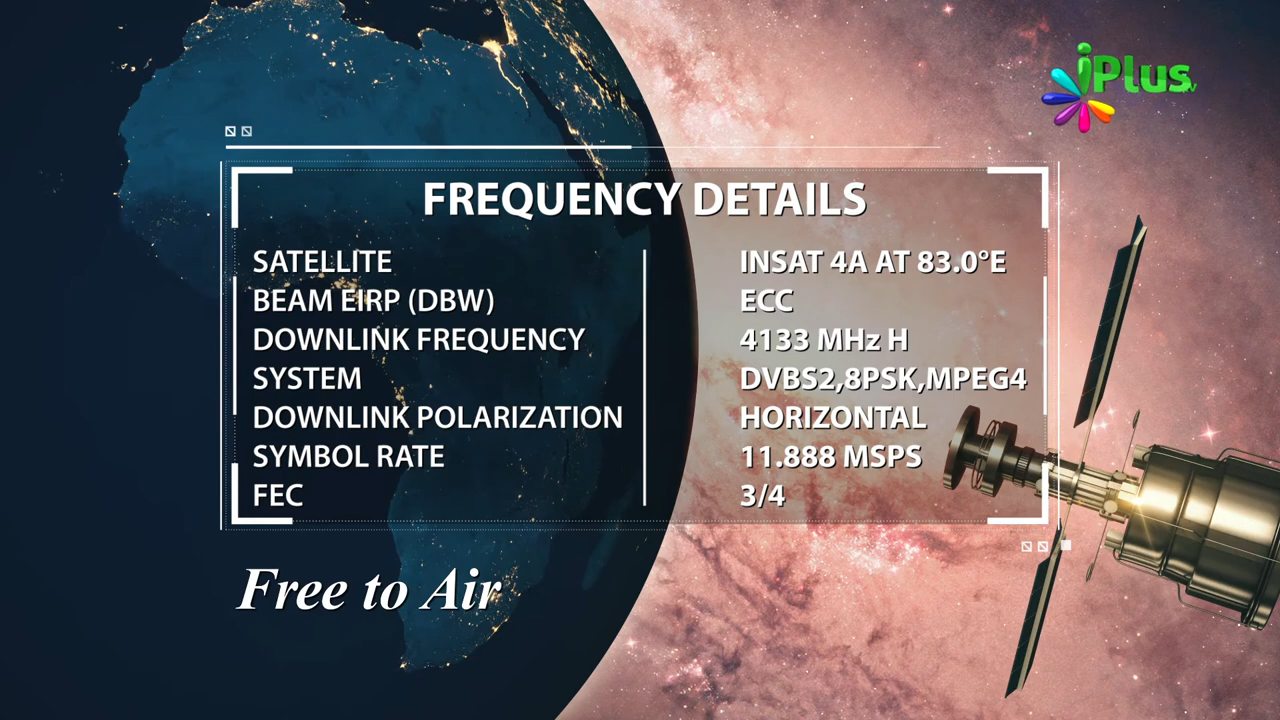 iPlus
tv
FREQUENCY DETAILS
SATELLITE INSAT 4A AT 83.0°E
BEAM EIRP (DBW) ECC
DOWNLINK FREQUENCY 4133 MHz H
SYSTEM DVBS2,8PSK,MPEG4
DOWNLINK POLARIZATION HORIZONTAL
SYMBOL RATE 11.888 MSPS
FEC 3/4
Free to Air